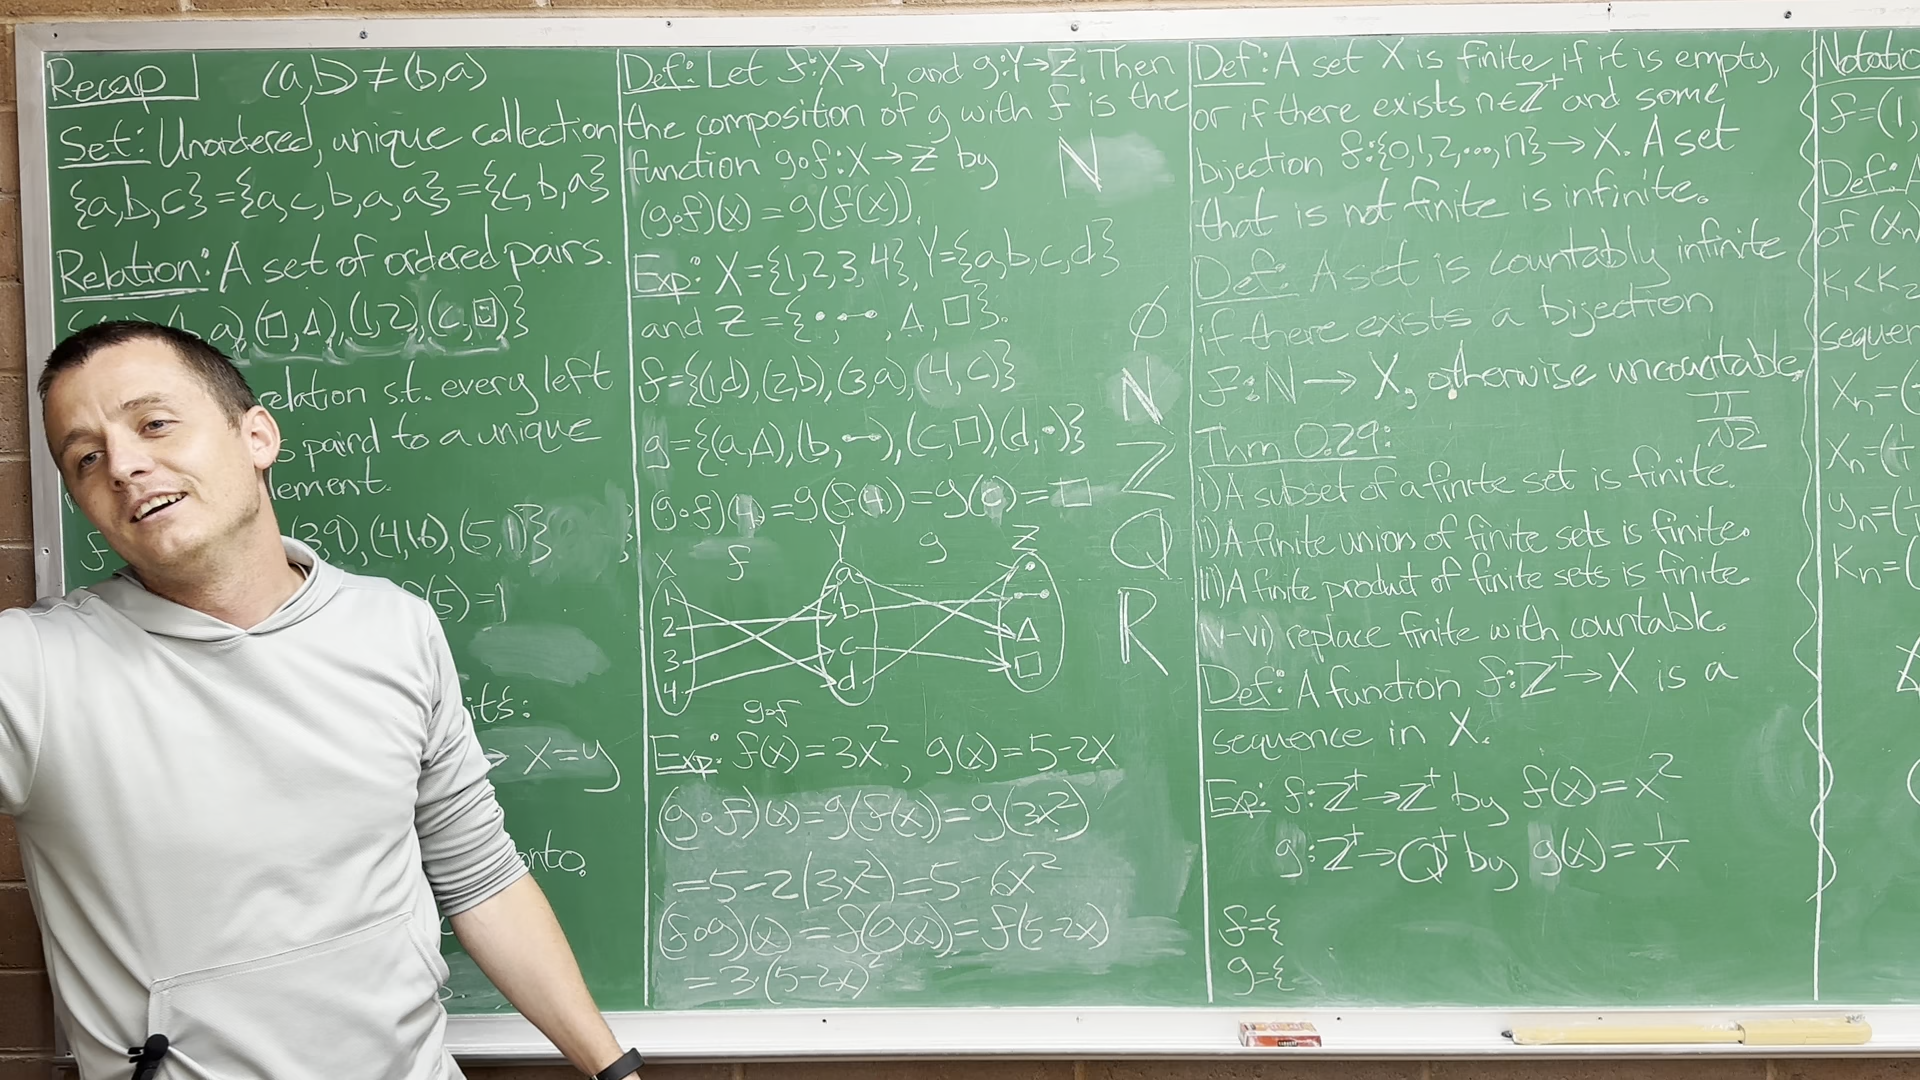 Recap (a,b) ≠ (b,a)
Set: Unordered, unique collection
{a,b,c} = {a,c,b,a,a} = {c,b,a}
Relation: A set of ordered pairs.
a), (□,Δ), (1,2), (c,⊡)}
elation s.t. every left
s paird to a unique
lement.
f 3,9), (4,16), (5,1)}
(5)=1
its:
→ x=y
onto.
Def: Let f:X→Y, and g:Y→Z. Then
the composition of g with f is the
function g∘f:X→Z by
(g∘f)(x) = g(f(x)).
Exp: X={1,2,3,4}, Y={a,b,c,d}
and Z={•, •–•, Δ, □}.
f={(1,d),(2,b),(3,a),(4,c)}
g={(a,Δ),(b,•–•),(c,□)(d,•)}
(g∘f)(4)=g(f(4))=g(c)=□
X f Y g Z
1 a •
2 b •–•
3 c Δ
4 d □
g∘f
Exp: f(x)=3x², g(x)=5-2x
(g∘f)(x)=g(f(x))=g(3x²)
=5-2(3x²)=5-6x²
(f∘g)(x)=f(g(x))=f(5-2x)
=3·(5-2x)²
N
∅
N
Z
Q
R
Def: A set X is finite if it is empty,
or if there exists n∈Z⁺ and some
bijection f:{0,1,2,...,n}→X. A set
that is not finite is infinite.
Def: A set is countably infinite
if there exists a bijection
f:N→X, otherwise uncountable.
π
√2
Thm 0.29:
i) A subset of a finite set is finite.
ii) A finite union of finite sets is finite.
iii) A finite product of finite sets is finite
iv-vi) replace finite with countable.
Def: A function f:Z⁺→X is a
sequence in X.
Exp: f:Z⁺→Z⁺ by f(x)=x²
g:Z⁺→Q⁺ by g(x)=1/x
f={
g={
Notatio
f=(1,
Def: A
of (xn)
K1<K2
sequen
Xn=(
Xn=(
yn=(
Kn=(